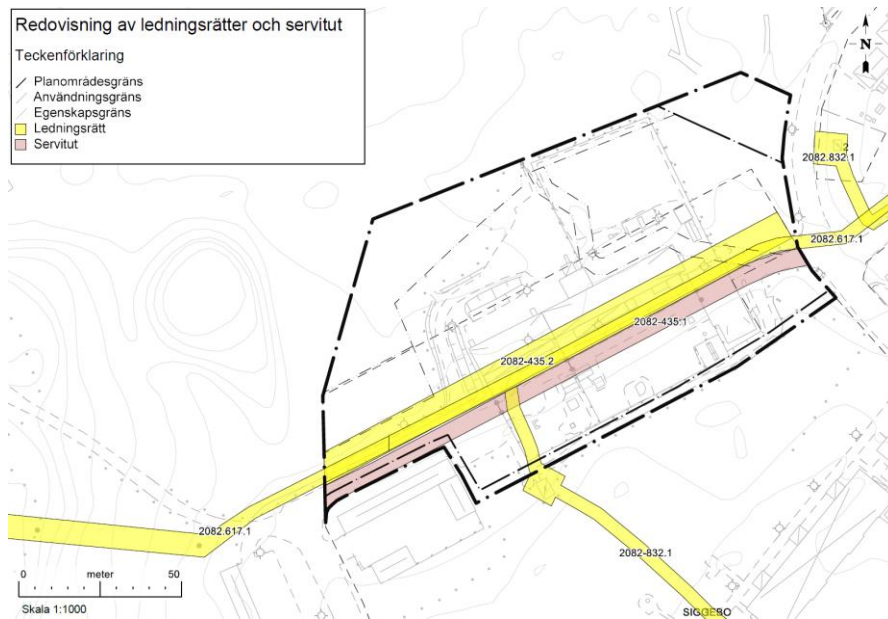 Redovisning av ledningsrätter och servitut
Teckenförklaring
Planområdesgräns
Användningsgräns
Egenskapsgräns
Ledningsrätt
Servitut
N
2082.832.1
2082.617.1
2082-435:1
2082-435.2
2082.617.1
2082-832.1
0 meter 50
Skala 1:1000
SIGGEBO